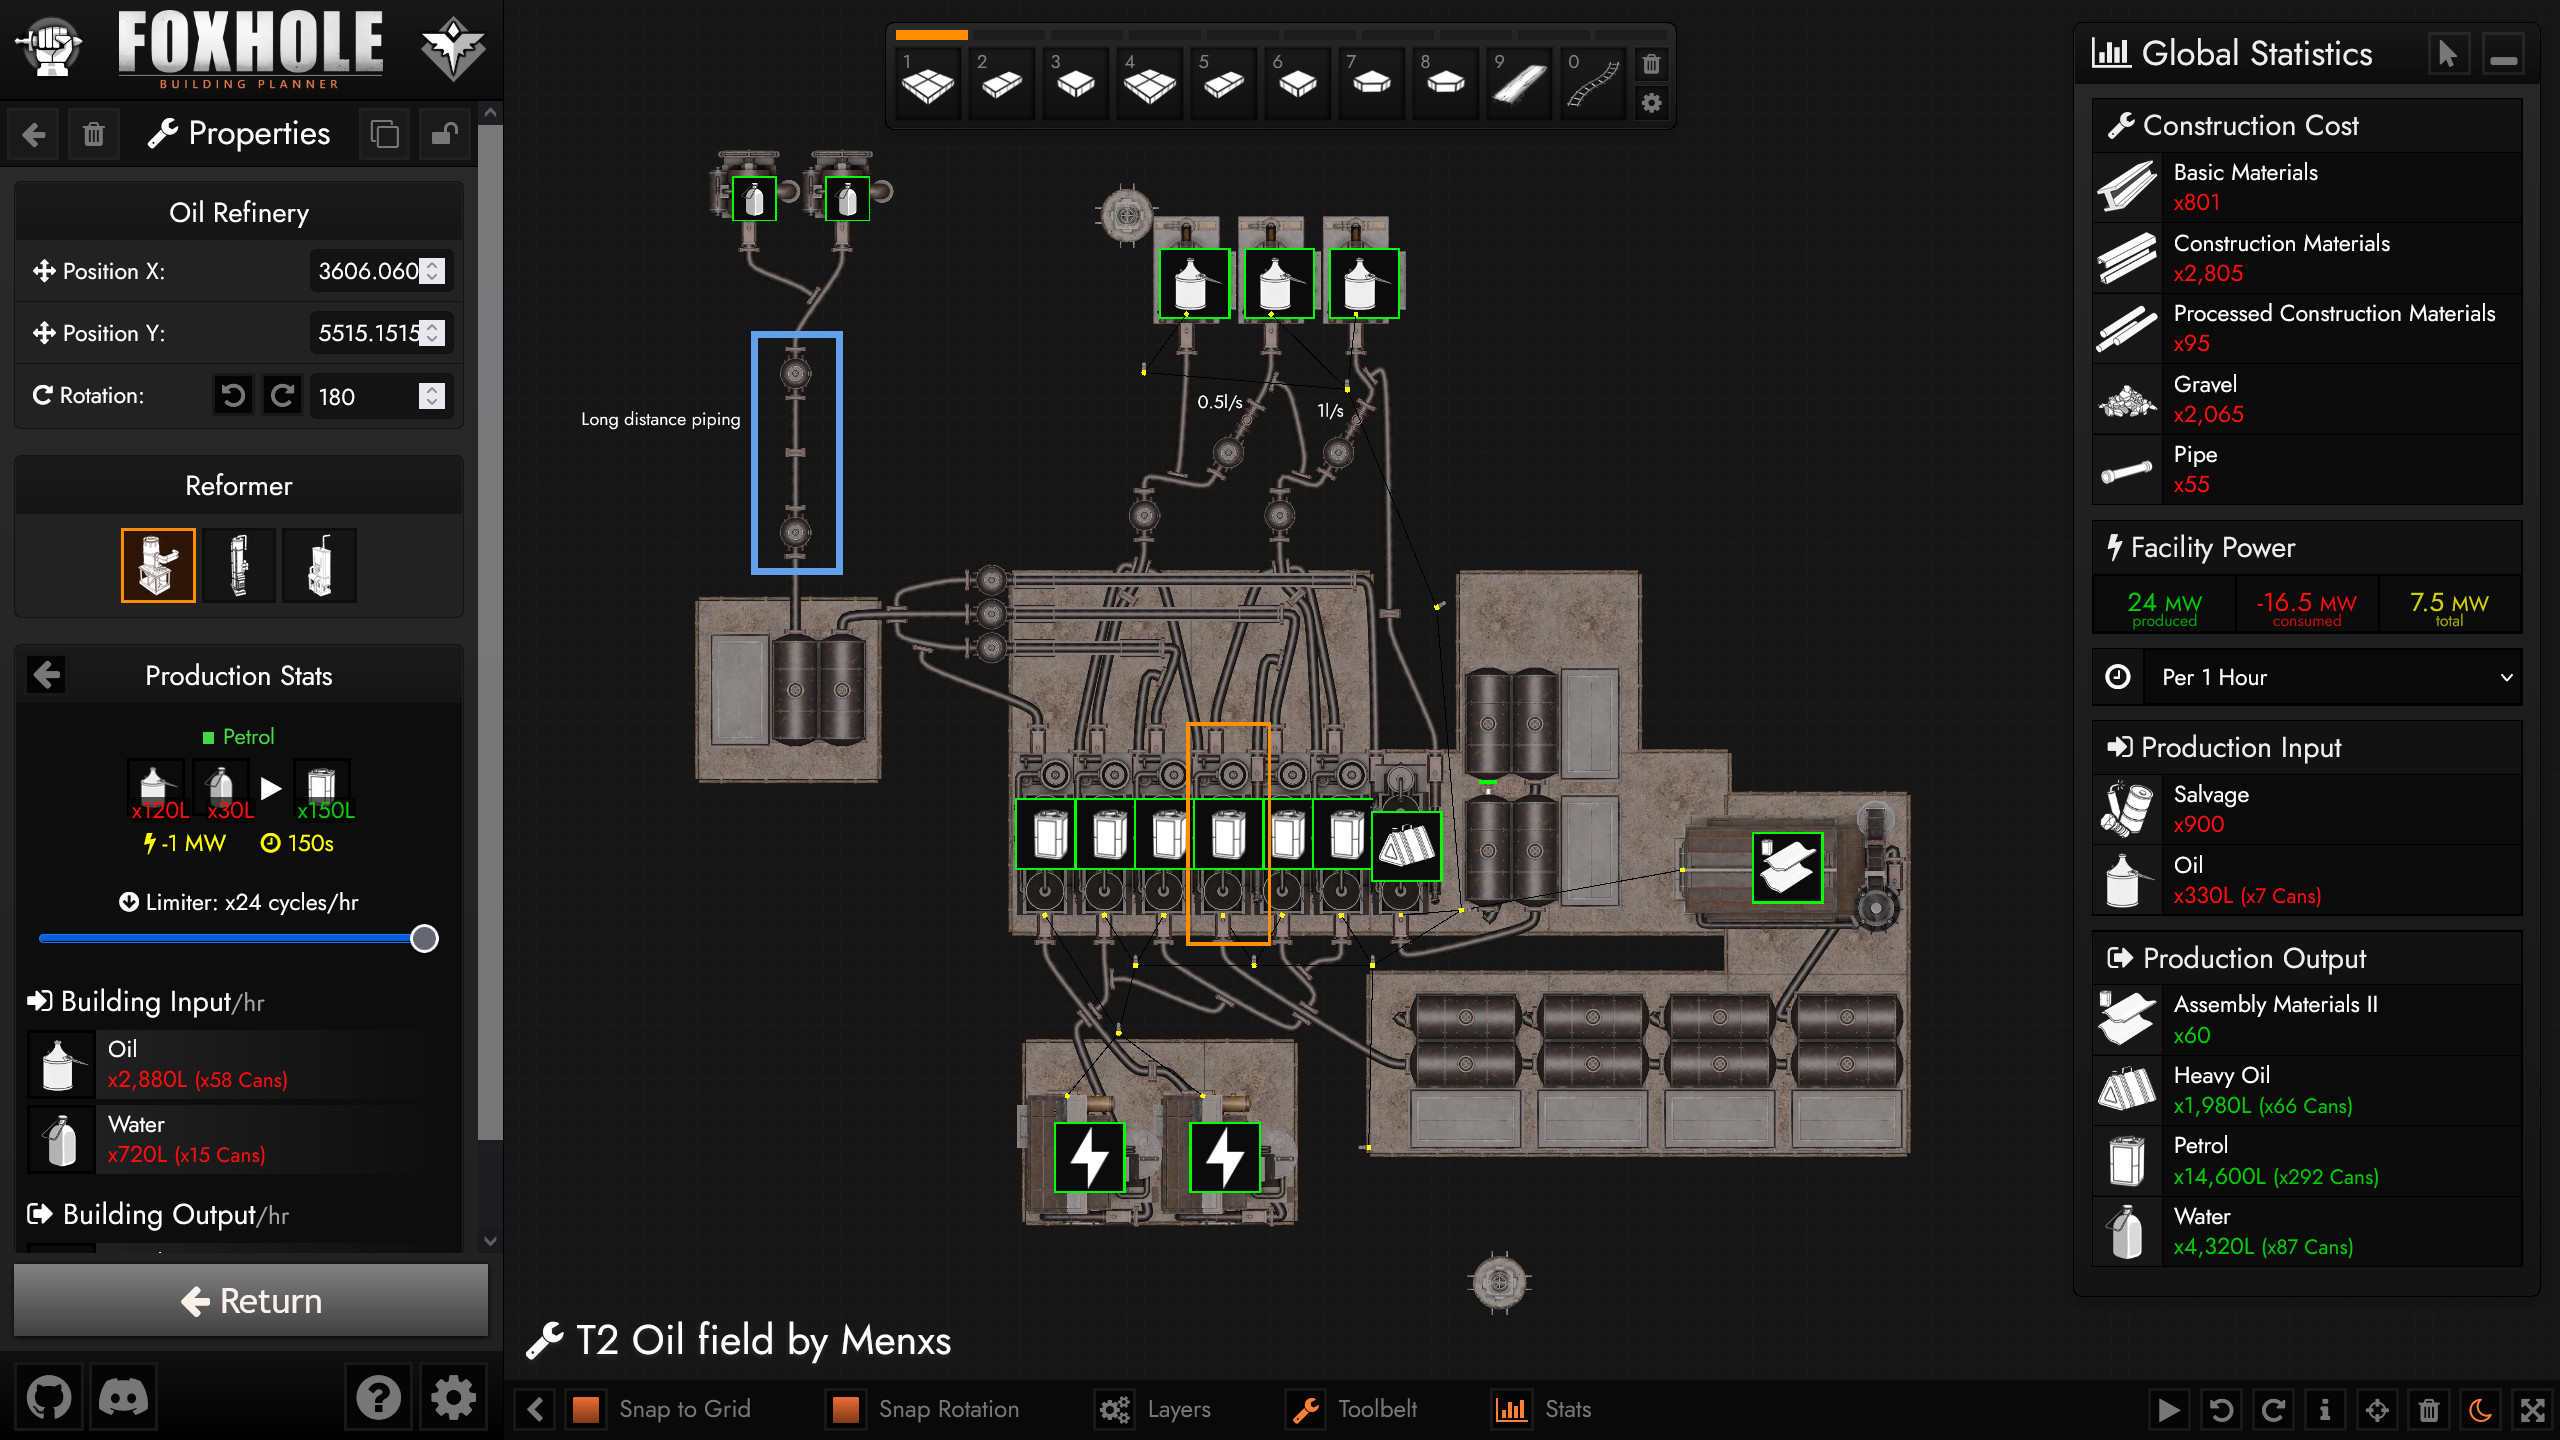 FOXHOLE
BUILDING PLANNER
Properties
Oil Refinery
Position X:
3606.060
Position Y:
5515.1515
Rotation:
180
Reformer
Production Stats
Petrol
x120L
x30L
x150L
-1 MW
150s
Limiter: x24 cycles/hr
Building Input/hr
Oil
x2,880L (x58 Cans)
Water
x720L (x15 Cans)
Building Output/hr
Return
1
2
3
4
5
6
7
8
9
0
Long distance piping
0.5l/s
1l/s
T2 Oil field by Menxs
Snap to Grid
Snap Rotation
Layers
Toolbelt
Stats
Global Statistics
Construction Cost
Basic Materials
x801
Construction Materials
x2,805
Processed Construction Materials
x95
Gravel
x2,065
Pipe
x55
Facility Power
24 MW
produced
-16.5 MW
consumed
7.5 MW
total
Per 1 Hour
Production Input
Salvage
x900
Oil
x330L (x7 Cans)
Production Output
Assembly Materials II
x60
Heavy Oil
x1,980L (x66 Cans)
Petrol
x14,600L (x292 Cans)
Water
x4,320L (x87 Cans)